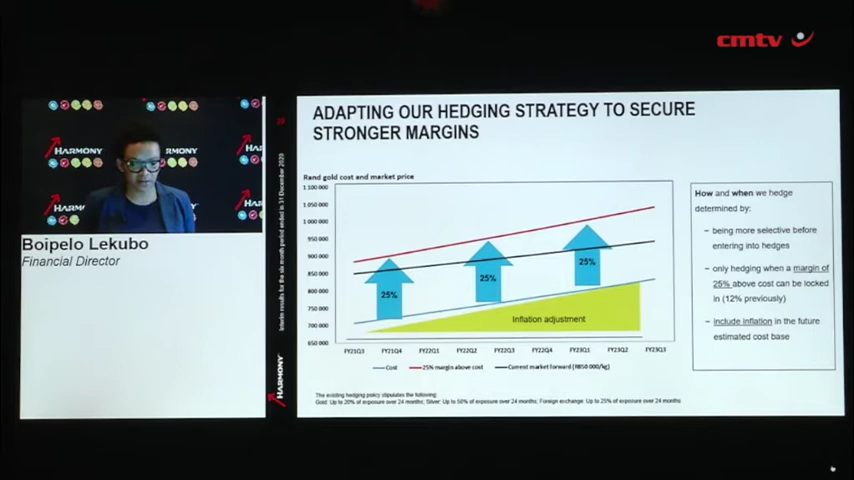 cmtv
HARMONY
HARMONY
HARMONY
Boipelo Lekubo
Financial Director
Interim results for the six month period ended in 31 December 2020
HARMONY
ADAPTING OUR HEDGING STRATEGY TO SECURE
STRONGER MARGINS
Rand gold cost and market price
1 100 000
1 050 000
1 000 000
950 000
900 000
850 000
800 000
750 000
700 000
650 000
25%
25%
25%
Inflation adjustment
FY21Q3 FY21Q4 FY22Q1 FY22Q2 FY22Q3 FY22Q4 FY23Q1 FY23Q2 FY23Q3
Cost 25% margin above cost Current market forward (R850 000/kg)
How and when we hedge
determined by:
– being more selective before
entering into hedges
– only hedging when a margin of
25% above cost can be locked
in (12% previously)
– include inflation in the future
estimated cost base
The existing hedging policy stipulates the following:
Gold: Up to 20% of exposure over 24 months; Silver: Up to 50% of exposure over 24 months; Foreign exchange: Up to 25% of exposure over 24 months